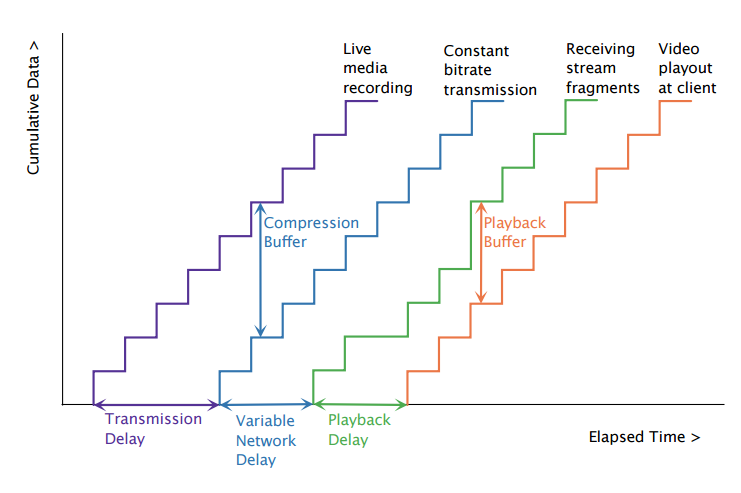 Cumulative Data >
Live
media
recording
Constant
bitrate
transmission
Receiving
stream
fragments
Video
playout
at client
Compression
Buffer
Playback
Buffer
Transmission
Delay
Variable
Network
Delay
Playback
Delay
Elapsed Time >